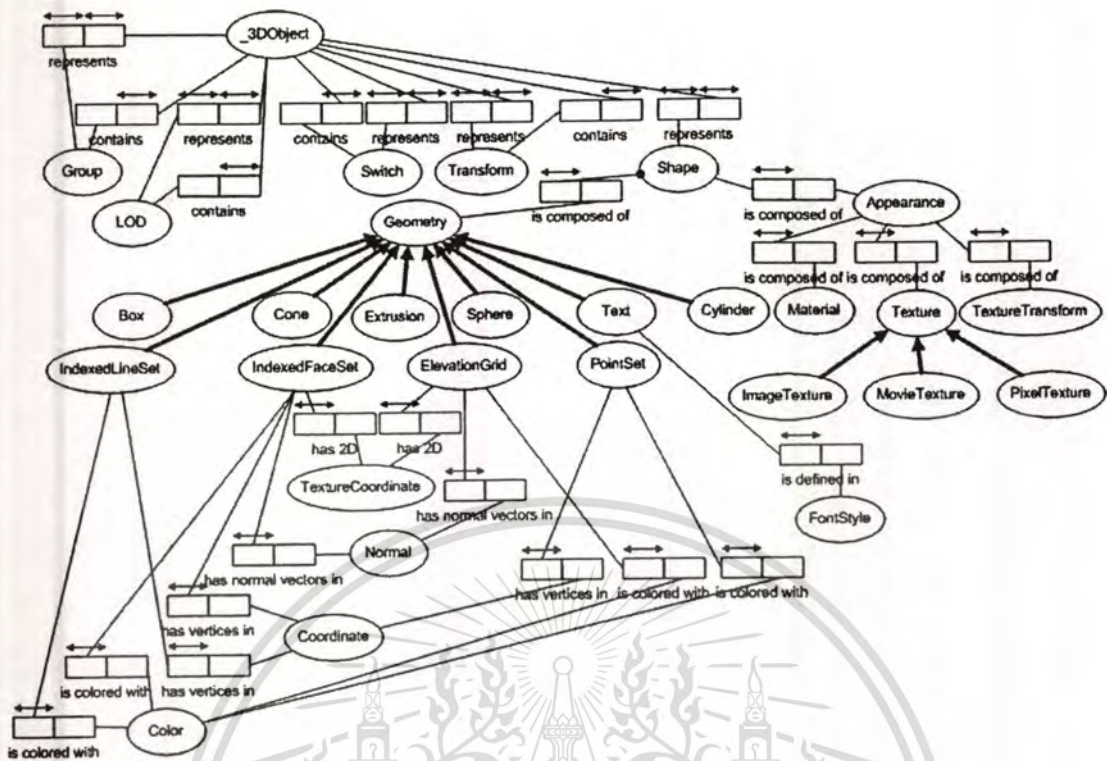 _3DObject
represents
contains
represents
contains
represents
represents
contains
represents
Group
Switch
Transform
Shape
contains
LOD
is composed of
is composed of
Appearance
Geometry
is composed of
is composed of
is composed of
Box
Cone
Extrusion
Sphere
Text
Cylinder
Material
Texture
TextureTransform
IndexedLineSet
IndexedFaceSet
ElevationGrid
PointSet
ImageTexture
MovieTexture
PixelTexture
has 2D
has 2D
is defined in
TextureCoordinate
has normal vectors in
FontStyle
Normal
has normal vectors in
has vertices in
is colored with
is colored with
has vertices in
Coordinate
is colored with
has vertices in
Color
is colored with